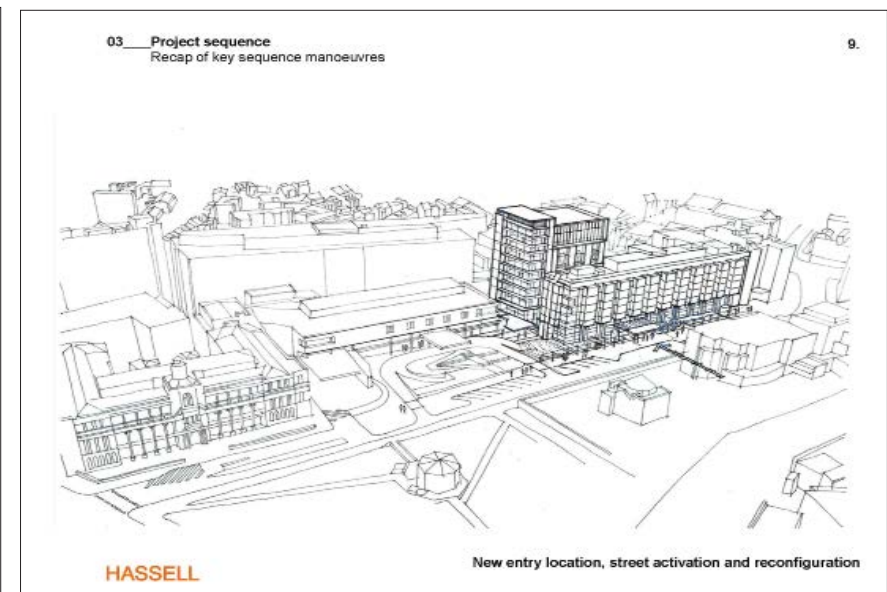 03___Project sequence
9.
Recap of key sequence manoeuvres
New entry location, street activation and reconfiguration
HASSELL